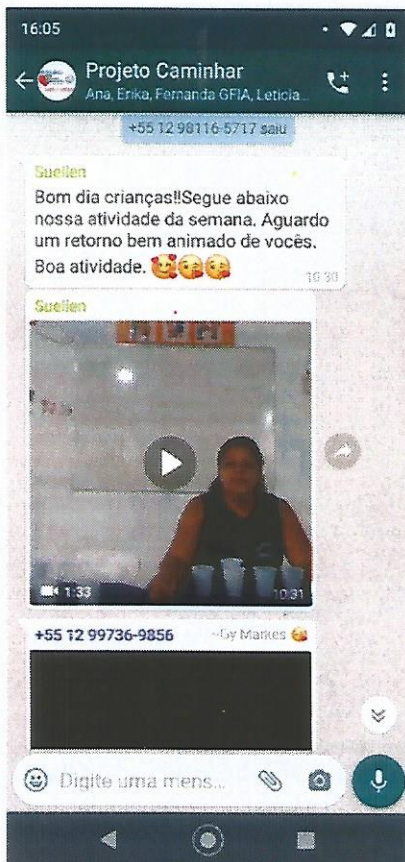 16:05
Projeto Caminhar
Ana, Erika, Fernanda GFIA, Leticia...
+55 12 98116-5717 saiu
Suellen
Bom dia crianças!!Segue abaixo
nossa atividade da semana. Aguardo
um retorno bem animado de vocês.
Boa atividade.
10:30
Suellen
1:33
10:31
+55 12 99736-9856
Digite uma mens...